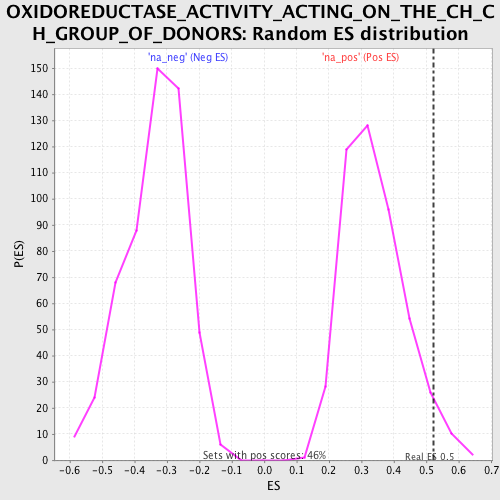 OXIDOREDUCTASE_ACTIVITY_ACTING_ON_THE_CH_C
H_GROUP_OF_DONORS: Random ES distribution
'na_neg' (Neg ES) 'na_pos' (Pos ES)
150
140
130
120
110
100
90
80
70
60
50
40
30
20
10
0
P(ES)
Sets with pos scores: 46%
Real ES 0.5
-0.6 -0.5 -0.4 -0.3 -0.2 -0.1 0.0 0.1 0.2 0.3 0.4 0.5 0.6 0.7
ES